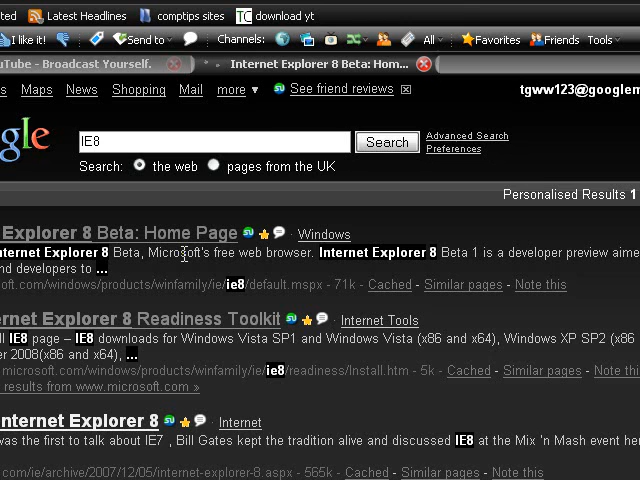 ted Latest Headlines comptips sites TC download yt
I like it! Send to Channels: All Favorites Friends Tools
uTube - Broadcast Yourself. Internet Explorer 8 Beta: Hom...
s Maps News Shopping Mail more ▼ See friend reviews tgww123@googlem
gle IE8 Search Advanced Search
Preferences
Search: the web pages from the UK
Personalised Results 1
Explorer 8 Beta: Home Page · Windows
nternet Explorer 8 Beta, Microsoft's free web browser. Internet Explorer 8 Beta 1 is a developer preview aime
nd developers to ...
soft.com/windows/products/winfamily/ie/ie8/default.mspx - 71k - Cached - Similar pages - Note this
ernet Explorer 8 Readiness Toolkit · Internet Tools
ll IE8 page – IE8 downloads for Windows Vista SP1 and Windows Vista (x86 and x64), Windows XP SP2 (x86
er 2008(x86 and x64), ...
microsoft.com/windows/products/winfamily/ie/ie8/readiness/Install.htm - 5k - Cached - Similar pages - Note thi
results from www.microsoft.com »
Internet Explorer 8 · Internet
was the first to talk about IE7 , Bill Gates kept the tradition alive and discussed IE8 at the Mix 'n Mash event her
.com/ie/archive/2007/12/05/internet-explorer-8.aspx - 565k - Cached - Similar pages - Note this